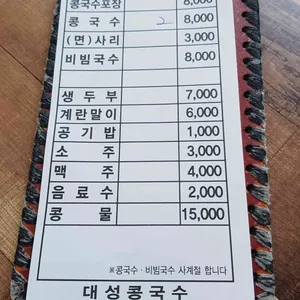 콩국수포장 8,000
콩국수 2 8,000
(면)사리 3,000
비빔국수 8,000
생두부 7,000
계란말이 6,000
공기밥 1,000
소주 3,000
맥주 4,000
음료수 2,000
콩물 15,000
※콩국수·비빔국수 사계절 합니다
대성콩국수